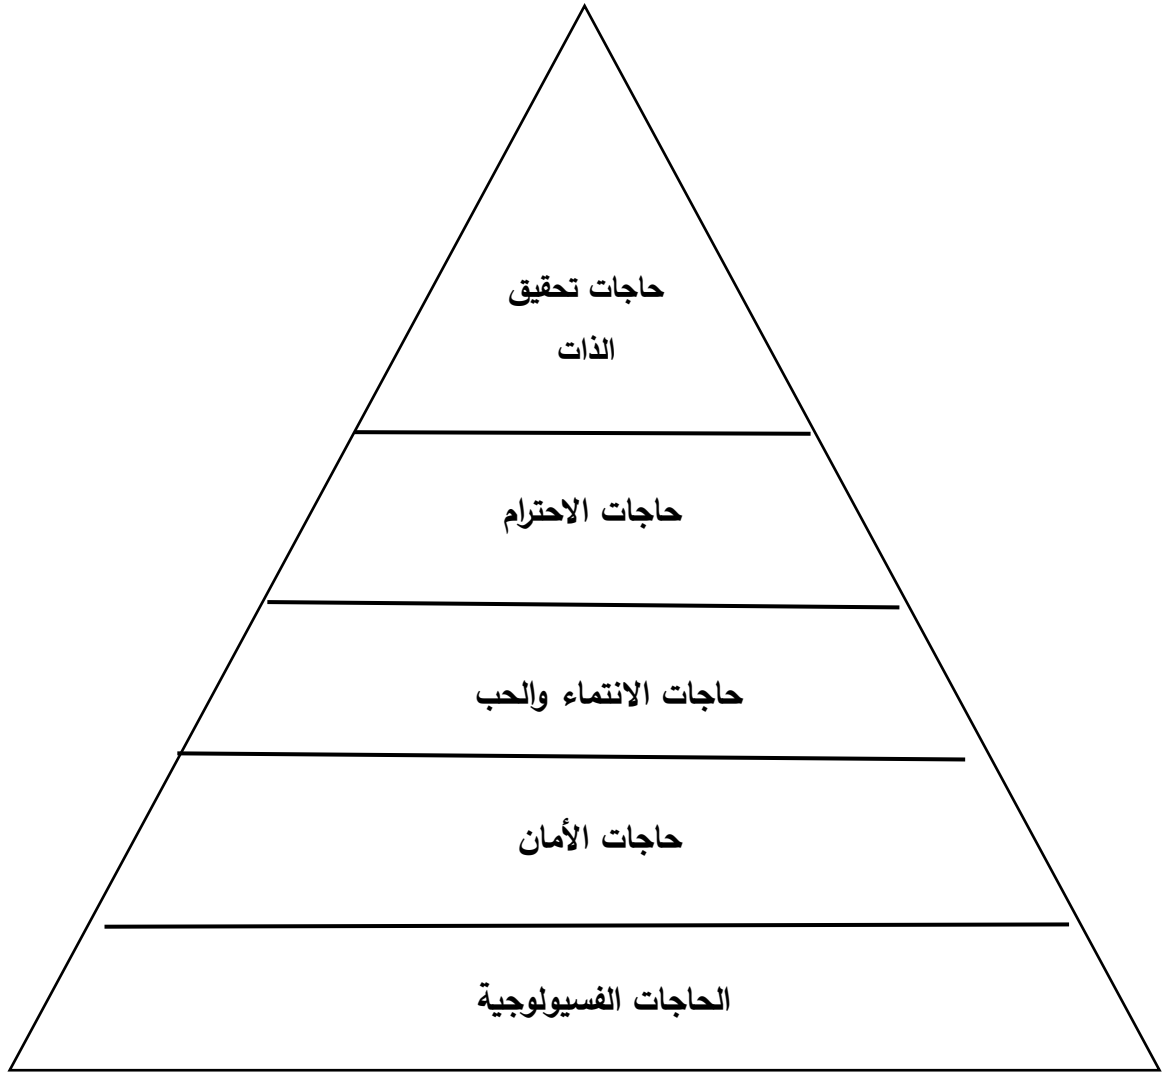 حاجات تحقيق
الذات
حاجات الاحترام
حاجات الانتماء والحب
حاجات الأمان
الحاجات الفسيولوجية